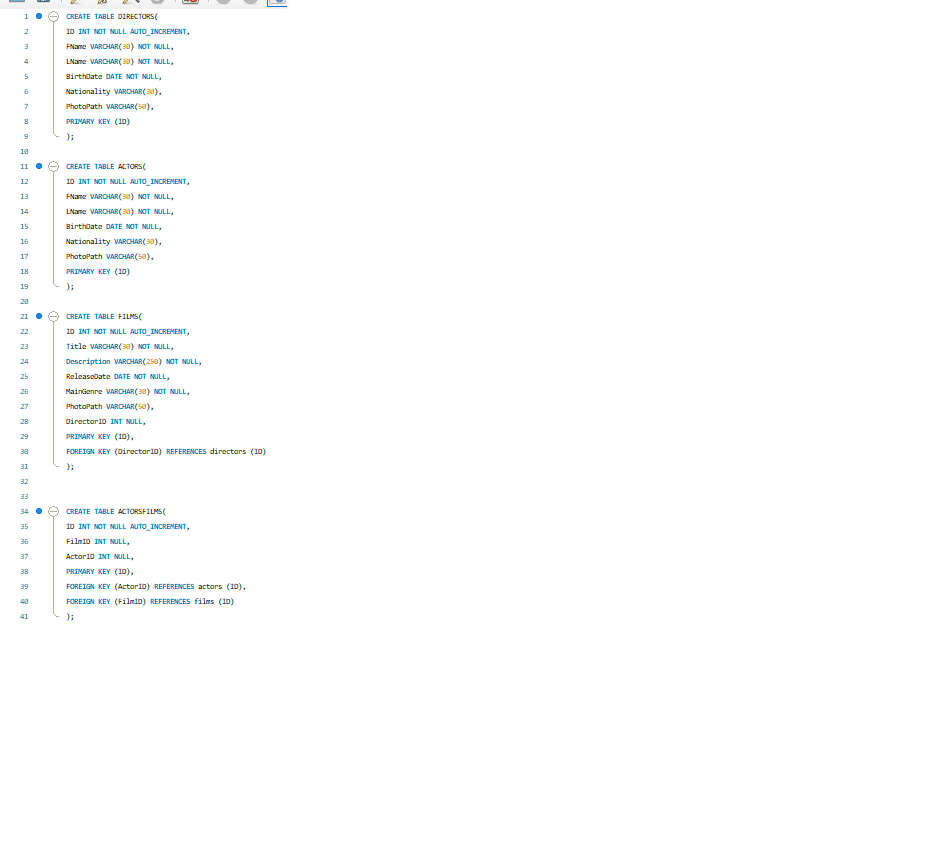 1 CREATE TABLE DIRECTORS(
2 ID INT NOT NULL AUTO_INCREMENT,
3 FName VARCHAR(30) NOT NULL,
4 LName VARCHAR(30) NOT NULL,
5 BirthDate DATE NOT NULL,
6 Nationality VARCHAR(30),
7 PhotoPath VARCHAR(50),
8 PRIMARY KEY (ID)
9 );
10
11 CREATE TABLE ACTORS(
12 ID INT NOT NULL AUTO_INCREMENT,
13 FName VARCHAR(30) NOT NULL,
14 LName VARCHAR(30) NOT NULL,
15 BirthDate DATE NOT NULL,
16 Nationality VARCHAR(30),
17 PhotoPath VARCHAR(50),
18 PRIMARY KEY (ID)
19 );
20
21 CREATE TABLE FILMS(
22 ID INT NOT NULL AUTO_INCREMENT,
23 Title VARCHAR(30) NOT NULL,
24 Description VARCHAR(250) NOT NULL,
25 ReleaseDate DATE NOT NULL,
26 MainGenre VARCHAR(30) NOT NULL,
27 PhotoPath VARCHAR(50),
28 DirectorID INT NULL,
29 PRIMARY KEY (ID),
30 FOREIGN KEY (DirectorID) REFERENCES directors (ID)
31 );
32
33
34 CREATE TABLE ACTORSFILMS(
35 ID INT NOT NULL AUTO_INCREMENT,
36 FilmID INT NULL,
37 ActorID INT NULL,
38 PRIMARY KEY (ID),
39 FOREIGN KEY (ActorID) REFERENCES actors (ID),
40 FOREIGN KEY (FilmID) REFERENCES films (ID)
41 );